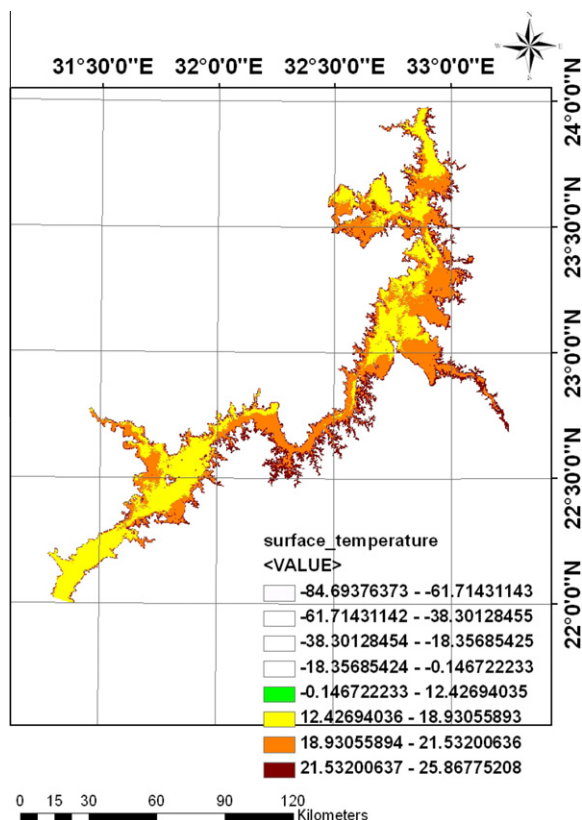 N
W E
S
31°30'0"E 32°0'0"E 32°30'0"E 33°0'0"E
24°0'0"N
23°30'0"N
23°0'0"N
22°30'0"N
22°0'0"N
surface_temperature
<VALUE>
-84.69376373 - -61.71431143
-61.71431142 - -38.30128455
-38.30128454 - -18.35685425
-18.35685424 - -0.146722233
-0.146722233 - 12.42694035
12.42694036 - 18.93055893
18.93055894 - 21.53200636
21.53200637 - 25.86775208
0 15 30 60 90 120
Kilometers